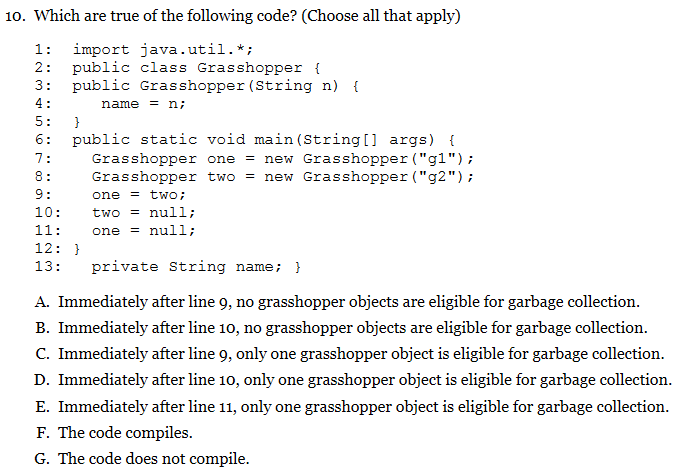 10. Which are true of the following code? (Choose all that apply)
1: import java.util.*;
2: public class Grasshopper {
3: public Grasshopper(String n) {
4: name = n;
5: }
6: public static void main(String[] args) {
7: Grasshopper one = new Grasshopper("g1");
8: Grasshopper two = new Grasshopper("g2");
9: one = two;
10: two = null;
11: one = null;
12: }
13: private String name; }
A. Immediately after line 9, no grasshopper objects are eligible for garbage collection.
B. Immediately after line 10, no grasshopper objects are eligible for garbage collection.
C. Immediately after line 9, only one grasshopper object is eligible for garbage collection.
D. Immediately after line 10, only one grasshopper object is eligible for garbage collection.
E. Immediately after line 11, only one grasshopper object is eligible for garbage collection.
F. The code compiles.
G. The code does not compile.